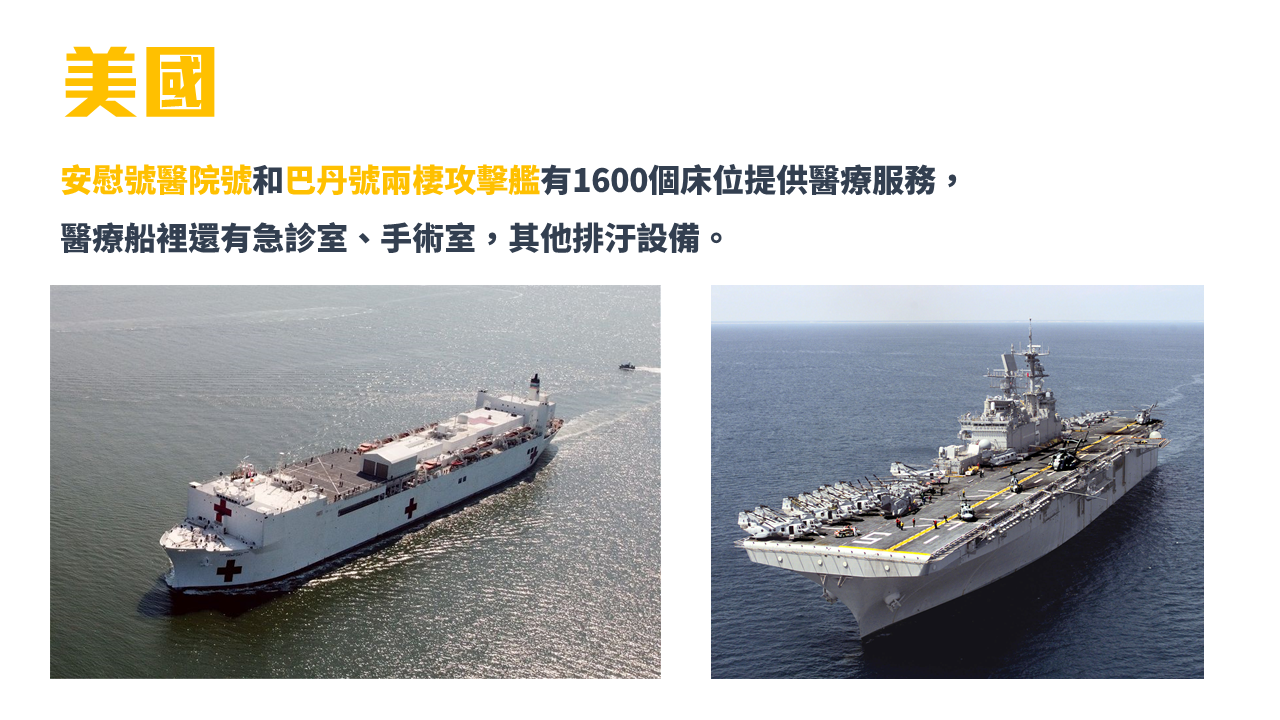 美國
安慰號醫院號和巴丹號兩棲攻擊艦有1600個床位提供醫療服務，
醫療船裡還有急診室、手術室，其他排汙設備。
5